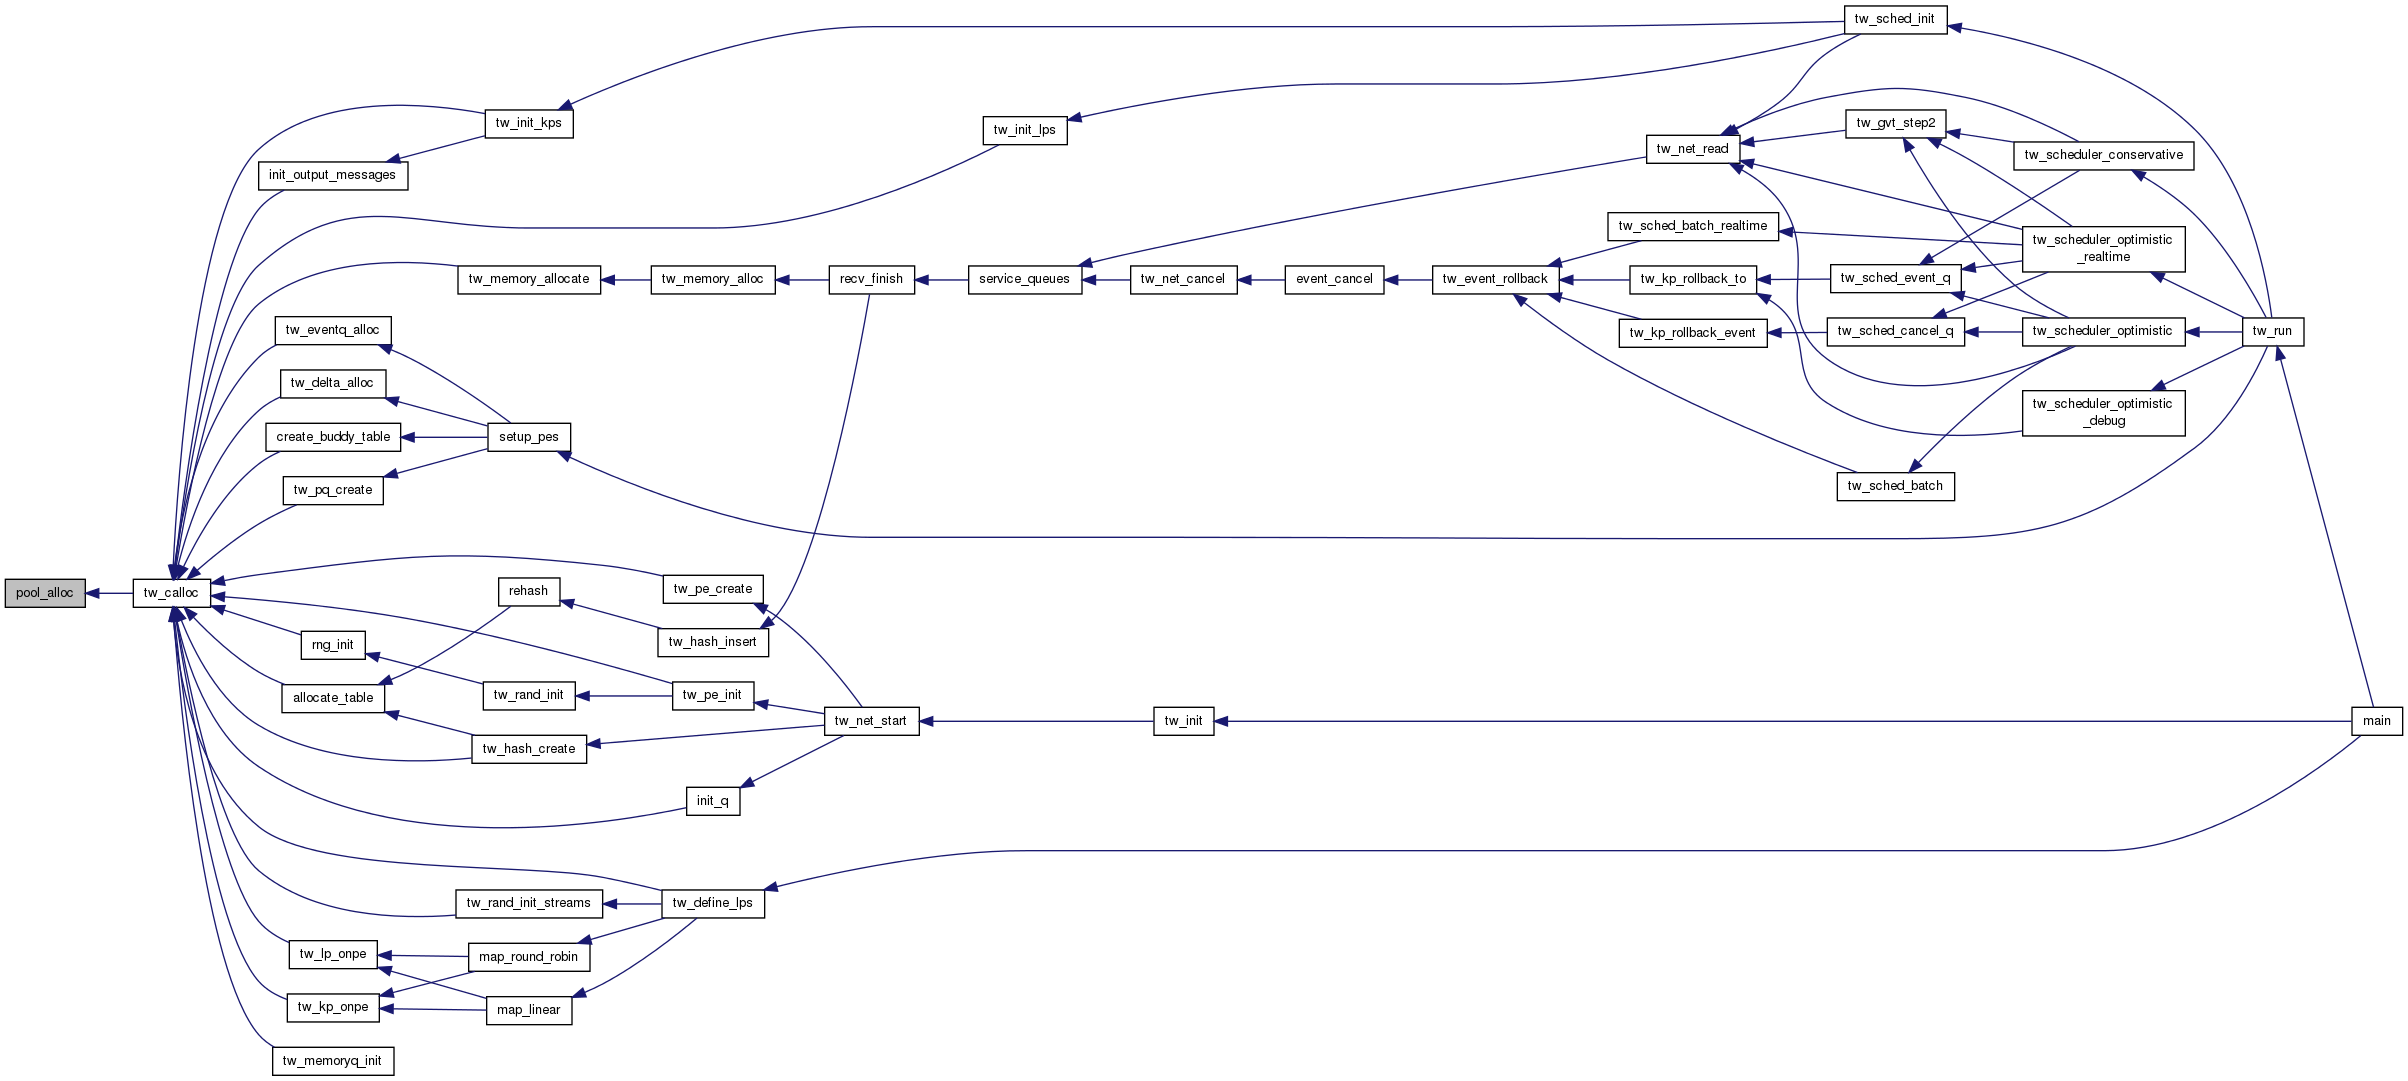 pool_alloc
tw_calloc
tw_init_kps
init_output_messages
tw_init_lps
tw_memory_allocate
tw_memory_alloc
recv_finish
service_queues
tw_net_cancel
event_cancel
tw_event_rollback
tw_eventq_alloc
tw_delta_alloc
create_buddy_table
tw_pq_create
setup_pes
tw_pe_create
rehash
tw_hash_insert
rng_init
allocate_table
tw_rand_init
tw_pe_init
tw_hash_create
init_q
tw_net_start
tw_init
tw_rand_init_streams
tw_define_lps
tw_lp_onpe
map_round_robin
tw_kp_onpe
map_linear
tw_memoryq_init
tw_sched_init
tw_net_read
tw_gvt_step2
tw_scheduler_conservative
tw_sched_batch_realtime
tw_kp_rollback_to
tw_kp_rollback_event
tw_sched_event_q
tw_sched_cancel_q
tw_scheduler_optimistic
_realtime
tw_scheduler_optimistic
tw_scheduler_optimistic
_debug
tw_sched_batch
tw_run
main